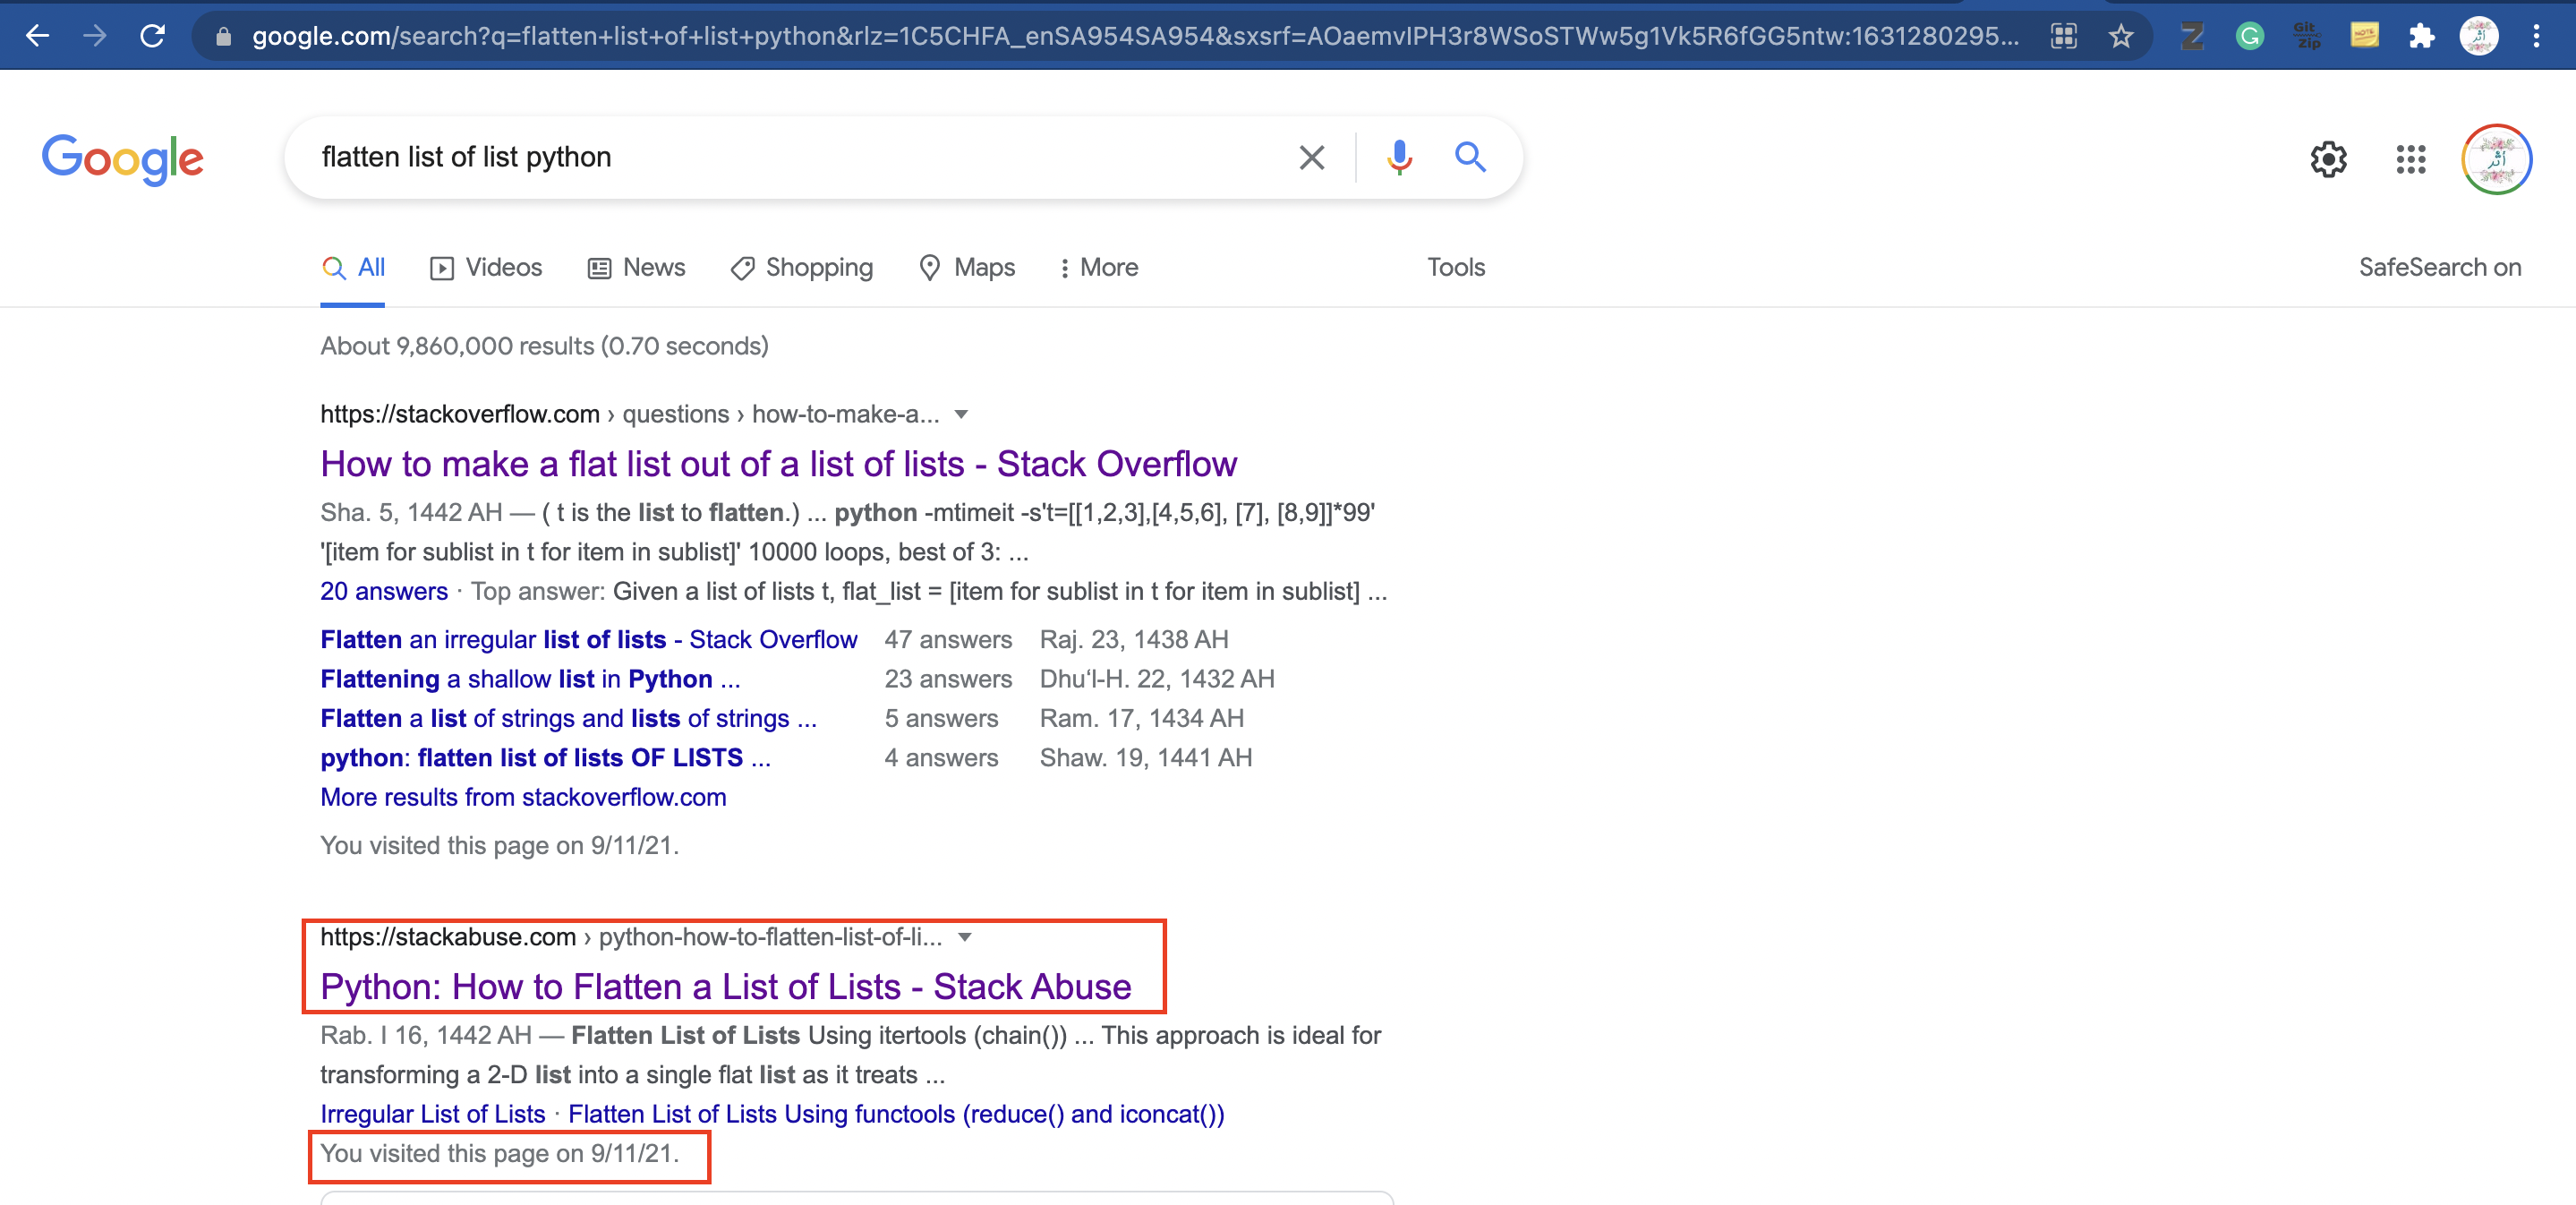 google.com/search?q=flatten+list+of+list+python&rlz=1C5CHFA_enSA954SA954&sxsrf=AOaemvIPH3r8WSoSTWw5g1Vk5R6fGG5ntw:1631280295...
Git
Zip
NOTE
أثر
Google
flatten list of list python
أثر
All
Videos
News
Shopping
Maps
More
Tools
SafeSearch on
About 9,860,000 results (0.70 seconds)
https://stackoverflow.com › questions › how-to-make-a...
How to make a flat list out of a list of lists - Stack Overflow
Sha. 5, 1442 AH — ( t is the list to flatten.) ... python -mtimeit -s't=[[1,2,3],[4,5,6], [7], [8,9]]*99'
'[item for sublist in t for item in sublist]' 10000 loops, best of 3: ...
20 answers · Top answer: Given a list of lists t, flat_list = [item for sublist in t for item in sublist] ...
Flatten an irregular list of lists - Stack Overflow 47 answers Raj. 23, 1438 AH
Flattening a shallow list in Python ... 23 answers Dhuʻl-H. 22, 1432 AH
Flatten a list of strings and lists of strings ... 5 answers Ram. 17, 1434 AH
python: flatten list of lists OF LISTS ... 4 answers Shaw. 19, 1441 AH
More results from stackoverflow.com
You visited this page on 9/11/21.
https://stackabuse.com › python-how-to-flatten-list-of-li...
Python: How to Flatten a List of Lists - Stack Abuse
Rab. I 16, 1442 AH — Flatten List of Lists Using itertools (chain()) ... This approach is ideal for
transforming a 2-D list into a single flat list as it treats ...
Irregular List of Lists · Flatten List of Lists Using functools (reduce() and iconcat())
You visited this page on 9/11/21.